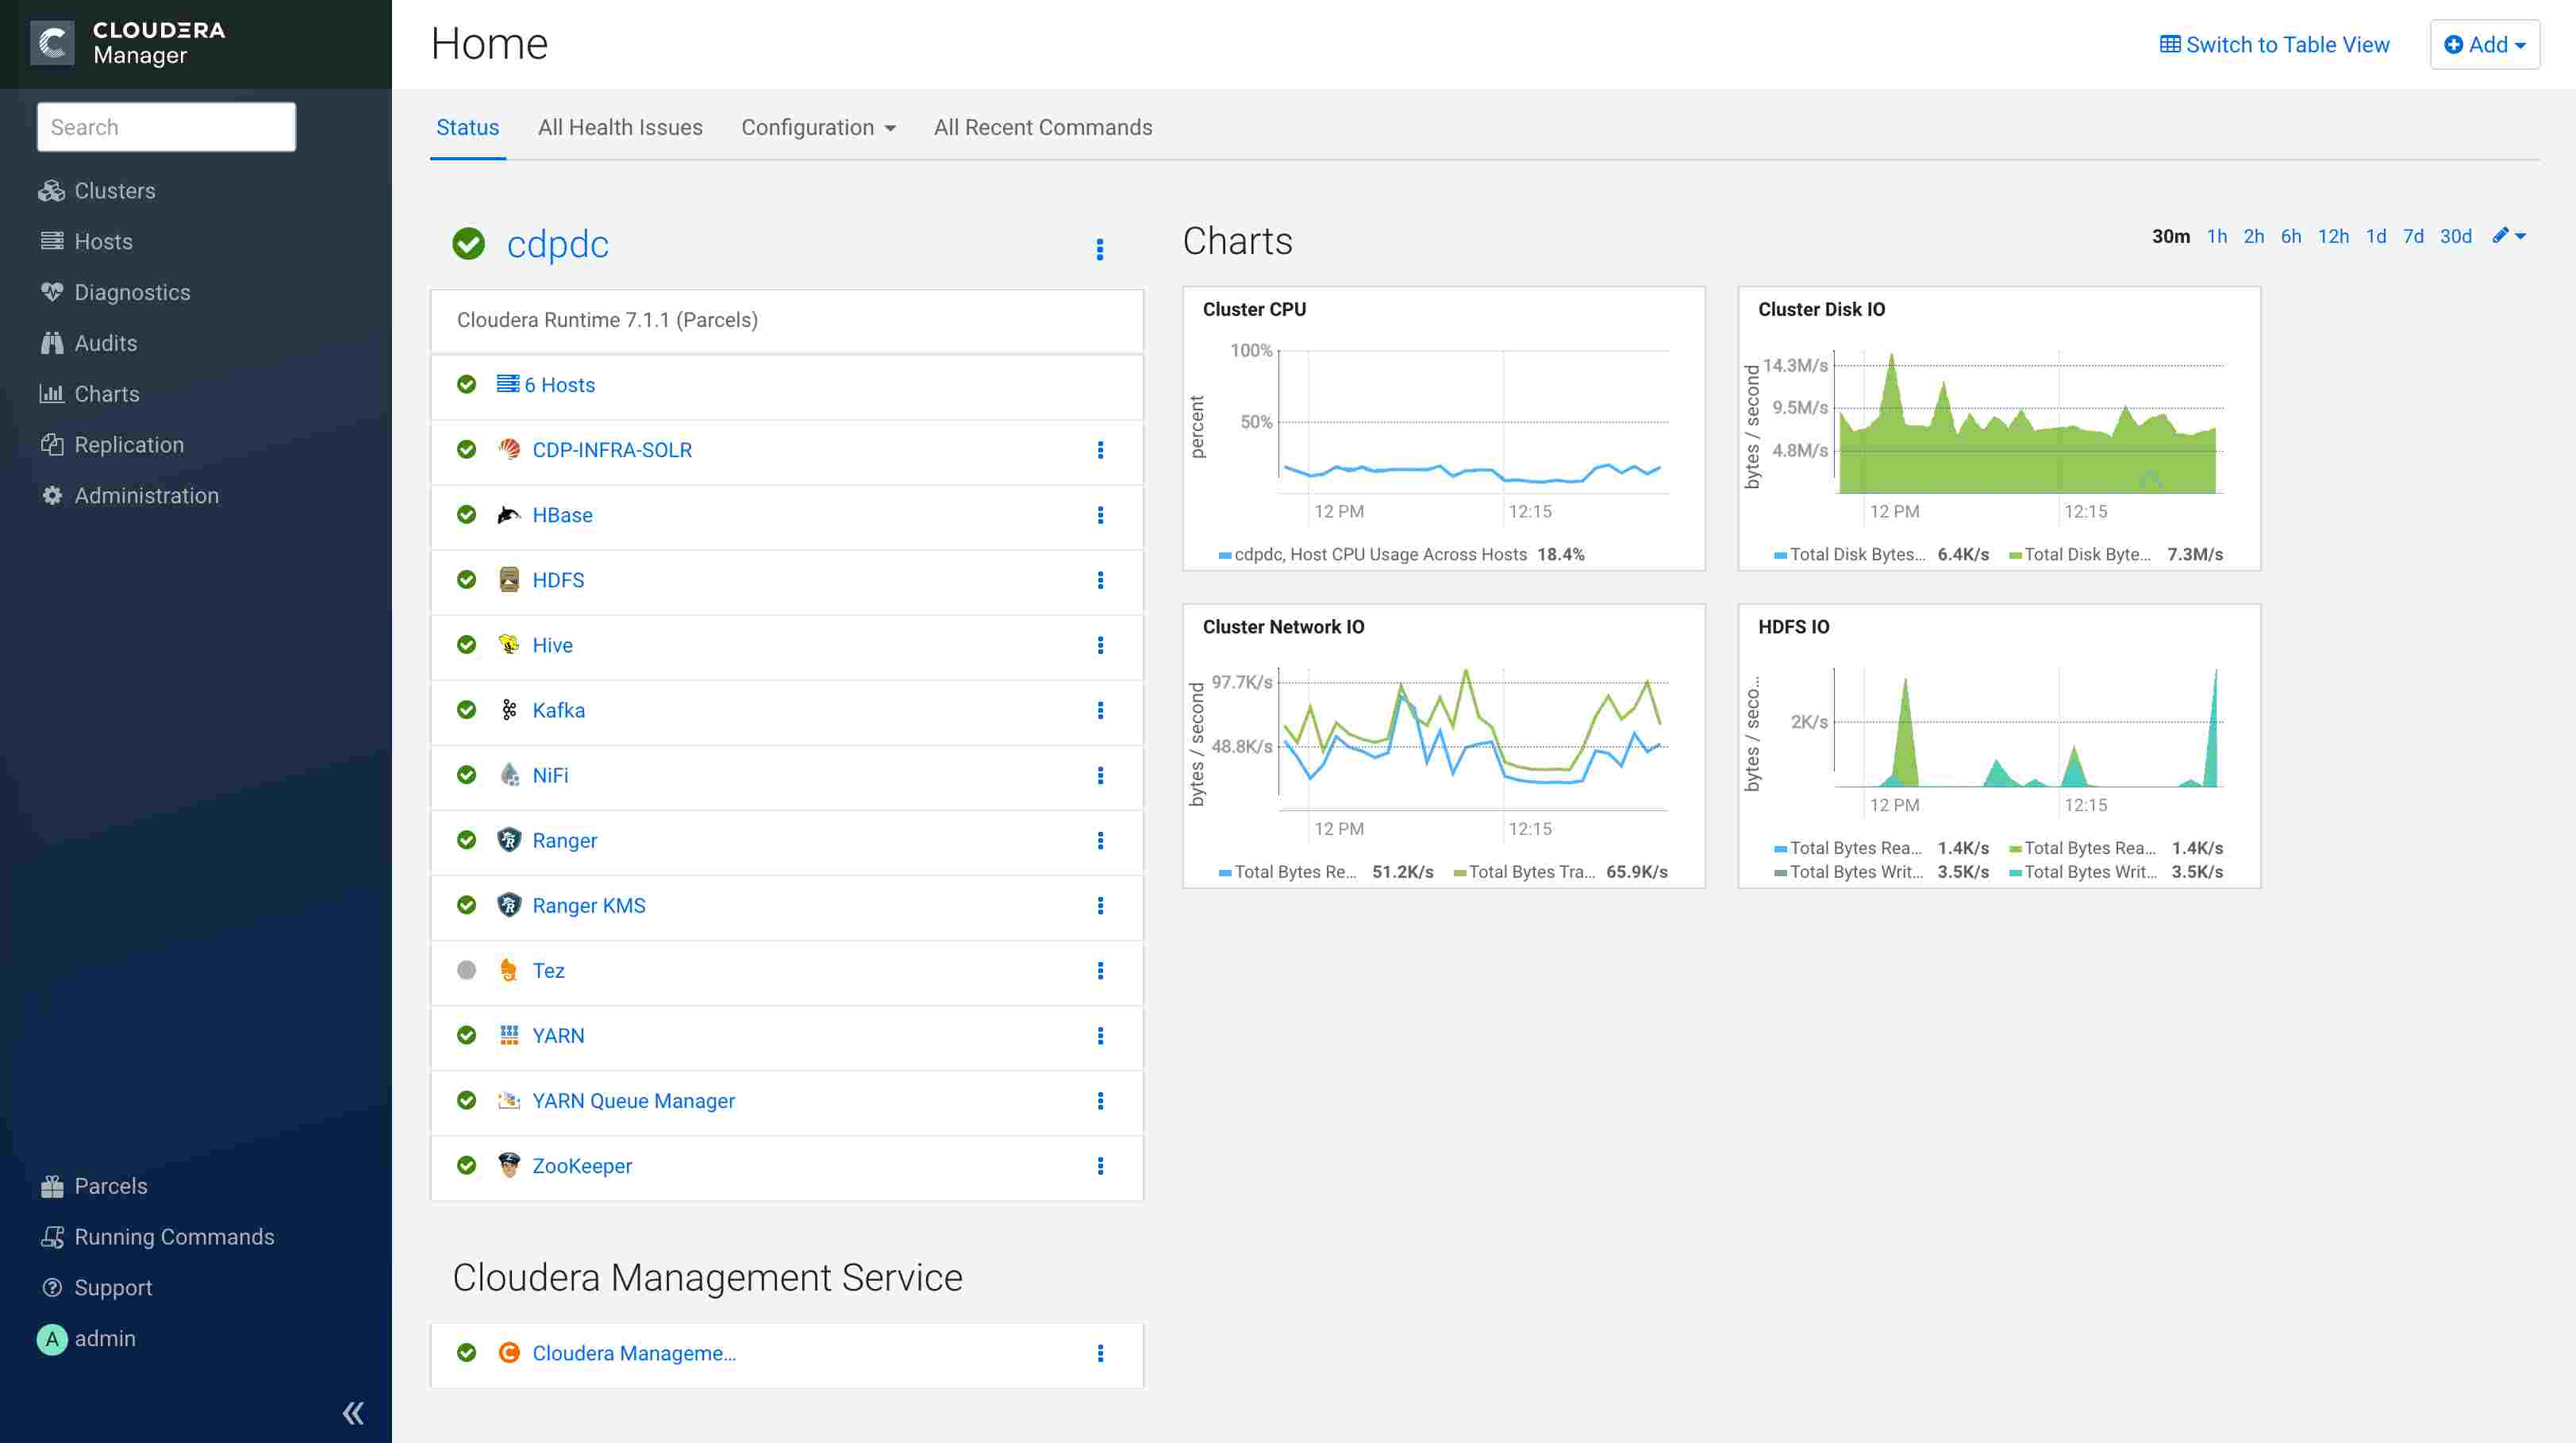 CLOUDERA
Manager
Search
Clusters
Hosts
Diagnostics
Audits
Charts
Replication
Administration
Parcels
Running Commands
Support
A admin
Home
Switch to Table View
Add
Status All Health Issues Configuration All Recent Commands
cdpdc
Cloudera Runtime 7.1.1 (Parcels)
6 Hosts
CDP-INFRA-SOLR
HBase
HDFS
Hive
Kafka
NiFi
Ranger
Ranger KMS
Tez
YARN
YARN Queue Manager
ZooKeeper
Cloudera Management Service
Cloudera Manageme...
Charts
30m 1h 2h 6h 12h 1d 7d 30d
Cluster CPU
percent
100%
50%
12 PM 12:15
cdpdc, Host CPU Usage Across Hosts 18.4%
Cluster Disk IO
bytes / second
14.3M/s
9.5M/s
4.8M/s
12 PM 12:15
Total Disk Bytes... 6.4K/s Total Disk Byte... 7.3M/s
Cluster Network IO
bytes / second
97.7K/s
48.8K/s
12 PM 12:15
Total Bytes Re... 51.2K/s Total Bytes Tra... 65.9K/s
HDFS IO
bytes / seco...
2K/s
12 PM 12:15
Total Bytes Rea... 1.4K/s Total Bytes Rea... 1.4K/s
Total Bytes Writ... 3.5K/s Total Bytes Writ... 3.5K/s